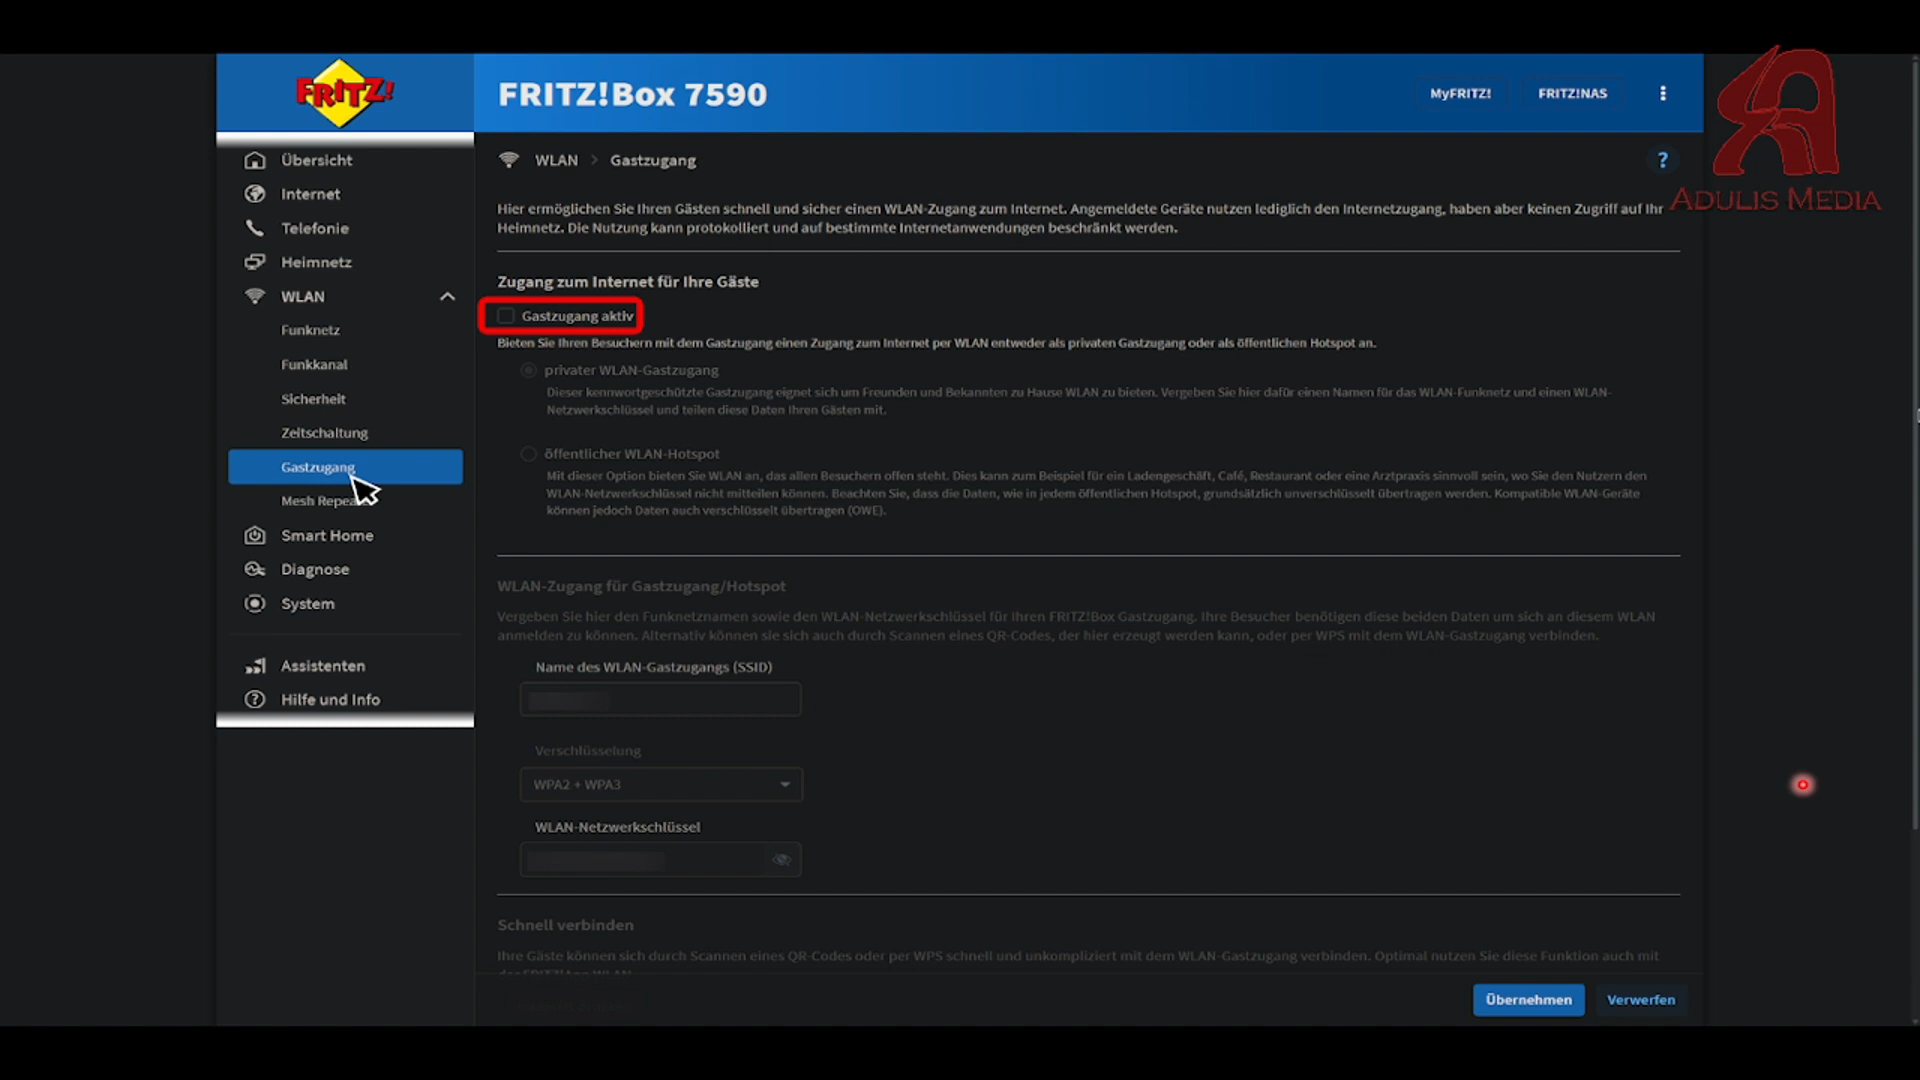 FRITZ!
FRITZ!Box 7590
MyFRITZ!
FRITZ!NAS
ADULIS MEDIA
Übersicht
Internet
Telefonie
Heimnetz
WLAN
Funknetz
Funkkanal
Sicherheit
Zeitschaltung
Gastzugang
Mesh Repea
Smart Home
Diagnose
System
Assistenten
Hilfe und Info
WLAN > Gastzugang
?
Hier ermöglichen Sie Ihren Gästen schnell und sicher einen WLAN-Zugang zum Internet. Angemeldete Geräte nutzen lediglich den Internetzugang, haben aber keinen Zugriff auf Ihr
Heimnetz. Die Nutzung kann protokolliert und auf bestimmte Internetanwendungen beschränkt werden.
Zugang zum Internet für Ihre Gäste
Gastzugang aktiv
Bieten Sie Ihren Besuchern mit dem Gastzugang einen Zugang zum Internet per WLAN entweder als privaten Gastzugang oder als öffentlichen Hotspot an.
privater WLAN-Gastzugang
Dieser kennwortgeschützte Gastzugang eignet sich um Freunden und Bekannten zu Hause WLAN zu bieten. Vergeben Sie hier dafür einen Namen für das WLAN-Funknetz und einen WLAN-
Netzwerkschlüssel und teilen diese Daten Ihren Gästen mit.
öffentlicher WLAN-Hotspot
Mit dieser Option bieten Sie WLAN an, das allen Besuchern offen steht. Dies kann zum Beispiel für ein Ladengeschäft, Café, Restaurant oder eine Arztpraxis sinnvoll sein, wo Sie den Nutzern den
WLAN-Netzwerkschlüssel nicht mitteilen können. Beachten Sie, dass die Daten, wie in jedem öffentlichen Hotspot, grundsätzlich unverschlüsselt übertragen werden. Kompatible WLAN-Geräte
können jedoch Daten auch verschlüsselt übertragen (OWE).
WLAN-Zugang für Gastzugang/Hotspot
Vergeben Sie hier den Funknetznamen sowie den WLAN-Netzwerkschlüssel für Ihren FRITZ!Box Gastzugang. Ihre Besucher benötigen diese beiden Daten um sich an diesem WLAN
anmelden zu können. Alternativ können sie sich auch durch Scannen eines QR-Codes, der hier erzeugt werden kann, oder per WPS mit dem WLAN-Gastzugang verbinden.
Name des WLAN-Gastzugangs (SSID)
Verschlüsselung
WPA2 + WPA3
WLAN-Netzwerkschlüssel
Schnell verbinden
Ihre Gäste können sich durch Scannen eines QR-Codes oder per WPS schnell und unkompliziert mit dem WLAN-Gastzugang verbinden. Optimal nutzen Sie diese Funktion auch mit
der FRITZ!App WLAN.
Übernehmen
Verwerfen